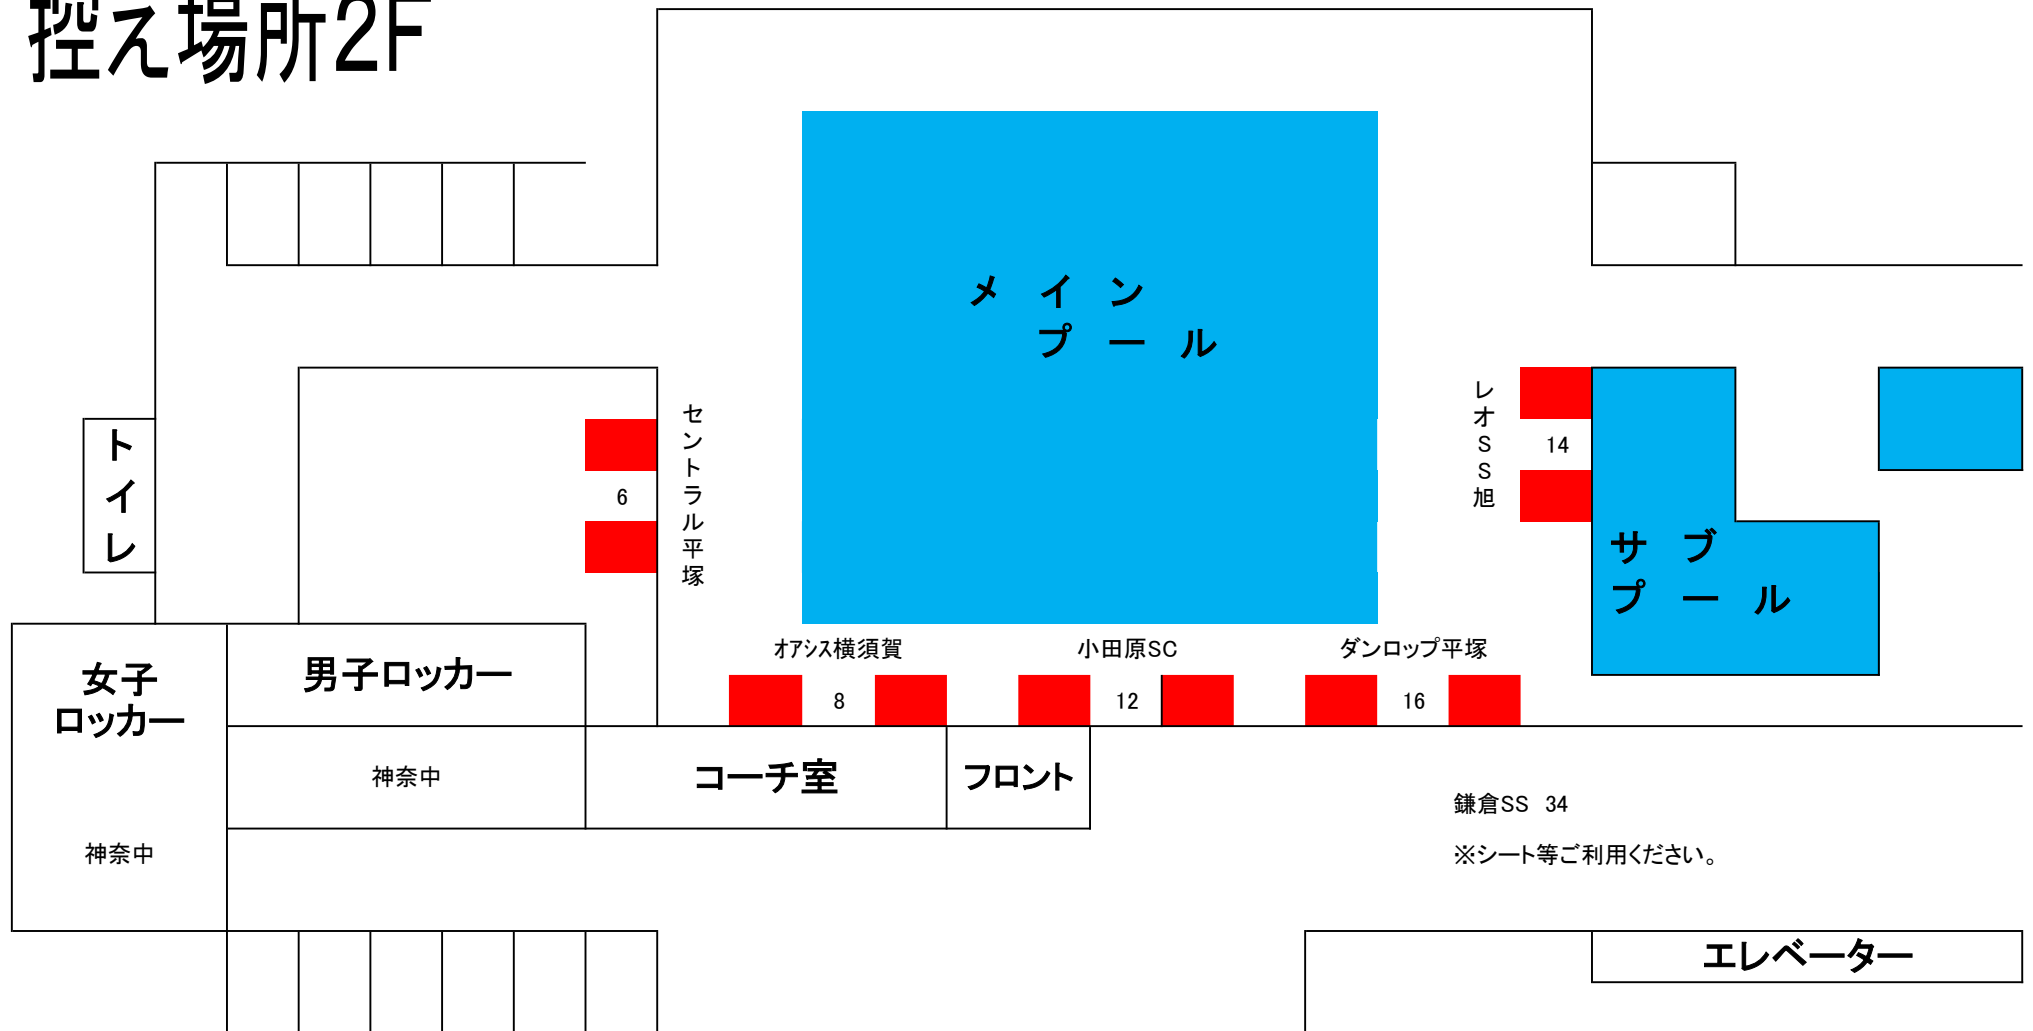 控え場所2F
メイン
プール
セントラル平塚
6
レオSS旭
14
トイレ
サブ
プール
ｵｱｼｽ横須賀
小田原SC
ダンロップ平塚
8
12
16
女子
ロッカー
男子ロッカー
神奈中
コーチ室
フロント
神奈中
鎌倉SS 34
※シート等ご利用ください。
エレベーター